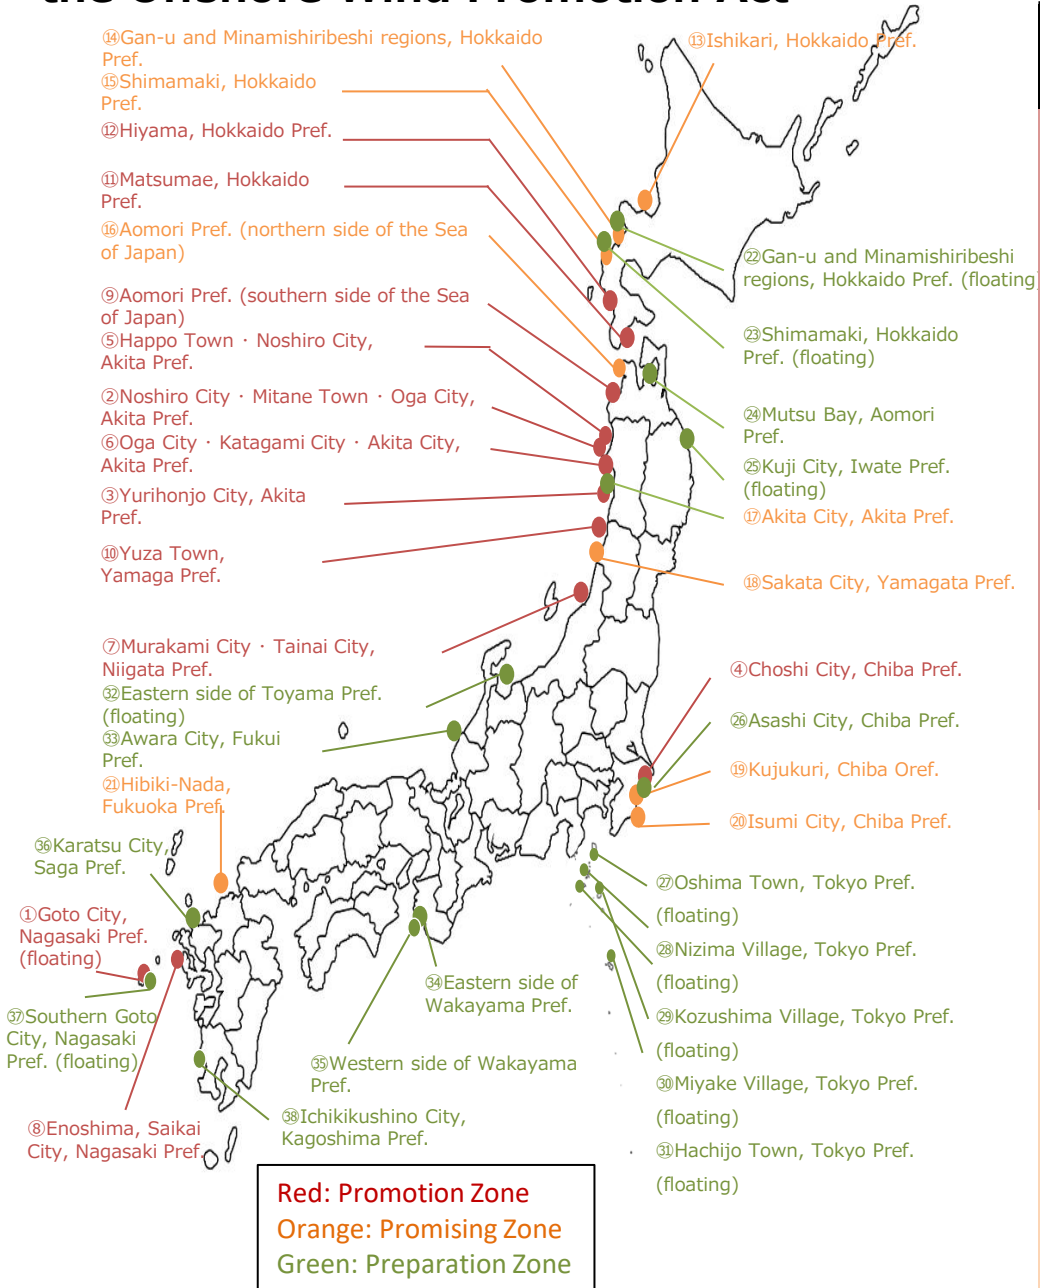 the Offshore Wind Promotion Act
⑭Gan-u and Minamishiribeshi regions, Hokkaido
Pref.
⑬Ishikari, Hokkaido Pref.
⑮Shimamaki, Hokkaido
Pref.
⑫Hiyama, Hokkaido Pref.
⑪Matsumae, Hokkaido
Pref.
⑯Aomori Pref. (northern side of the Sea
of Japan)
㉒Gan-u and Minamishiribeshi
regions, Hokkaido Pref. (floating)
⑨Aomori Pref. (southern side of the Sea
of Japan)
㉓Shimamaki, Hokkaido
Pref. (floating)
⑤Happo Town・Noshiro City,
Akita Pref.
②Noshiro City・Mitane Town・Oga City,
Akita Pref.
㉔Mutsu Bay, Aomori
Pref.
⑥Oga City・Katagami City・Akita City,
Akita Pref.
㉕Kuji City, Iwate Pref.
(floating)
③Yurihonjo City, Akita
Pref.
⑰Akita City, Akita Pref.
⑩Yuza Town,
Yamaga Pref.
⑱Sakata City, Yamagata Pref.
⑦Murakami City・Tainai City,
Niigata Pref.
④Choshi City, Chiba Pref.
㉜Eastern side of Toyama Pref.
(floating)
㉖Asashi City, Chiba Pref.
㉝Awara City, Fukui
Pref.
⑲Kujukuri, Chiba Oref.
㉑Hibiki-Nada,
Fukuoka Pref.
⑳Isumi City, Chiba Pref.
㊱Karatsu City,
Saga Pref.
㉗Oshima Town, Tokyo Pref.
(floating)
①Goto City,
Nagasaki Pref.
(floating)
㉘Nizima Village, Tokyo Pref.
(floating)
㉞Eastern side of
Wakayama Pref.
㊲Southern Goto
City, Nagasaki
Pref. (floating)
㉙Kozushima Village, Tokyo Pref.
(floating)
㉟Western side of Wakayama
Pref.
㉚Miyake Village, Tokyo Pref.
(floating)
㊳Ichikikushino City,
Kagoshima Pref.
⑧Enoshima, Saikai
City, Nagasaki Pref.
㉛Hachijo Town, Tokyo Pref.
(floating)
Red: Promotion Zone
Orange: Promising Zone
Green: Preparation Zone